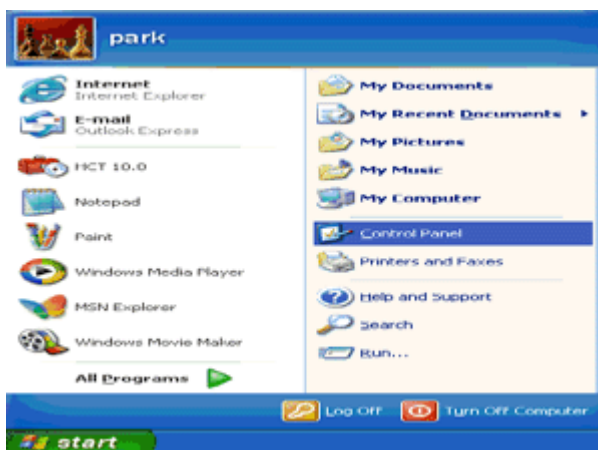 park
Internet
Internet Explorer
E-mail
Outlook Express
HCT 10.0
Notepad
Paint
Windows Media Player
MSN Explorer
Windows Movie Maker
All Programs
My Documents
My Recent Documents
My Pictures
My Music
My Computer
Control Panel
Printers and Faxes
Help and Support
Search
Run...
Log Off
Turn Off Computer
start